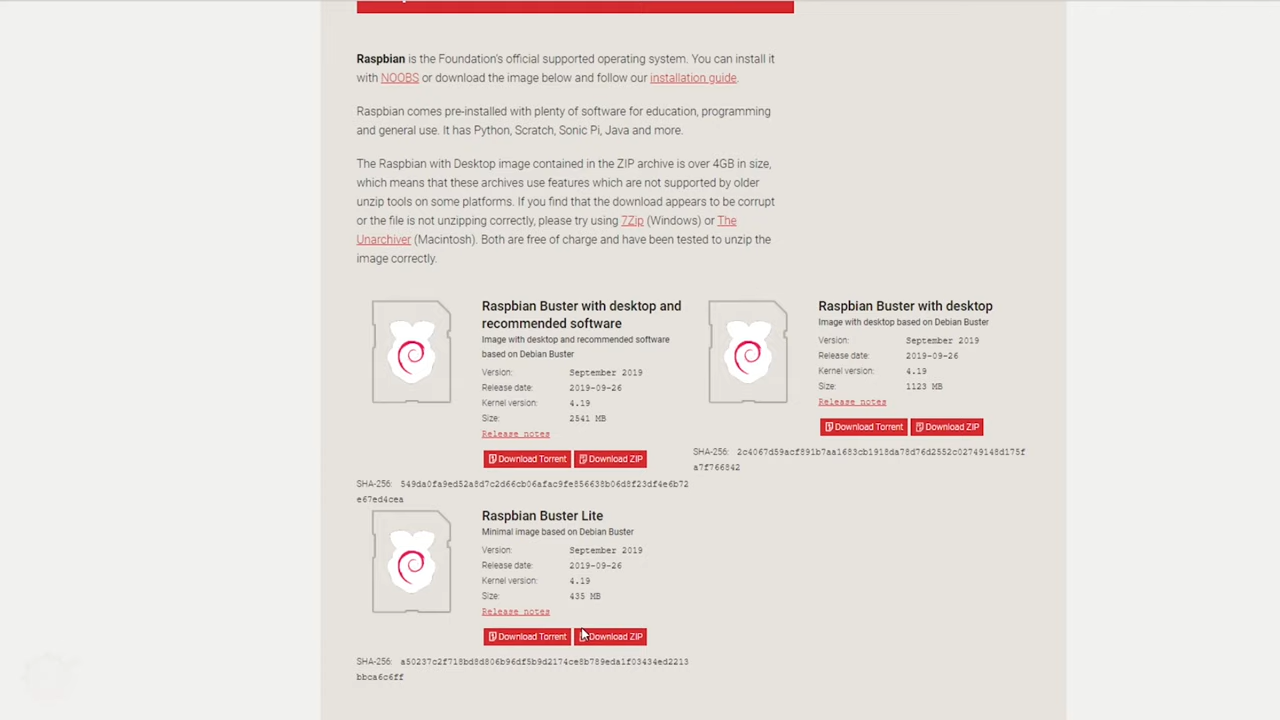 Raspbian is the Foundation's official supported operating system. You can install it
with NOOBS or download the image below and follow our installation guide.
Raspbian comes pre-installed with plenty of software for education, programming
and general use. It has Python, Scratch, Sonic Pi, Java and more.
The Raspbian with Desktop image contained in the ZIP archive is over 4GB in size,
which means that these archives use features which are not supported by older
unzip tools on some platforms. If you find that the download appears to be corrupt
or the file is not unzipping correctly, please try using 7Zip (Windows) or The
Unarchiver (Macintosh). Both are free of charge and have been tested to unzip the
image correctly.
Raspbian Buster with desktop and
recommended software
Image with desktop and recommended software
based on Debian Buster
Version: September 2019
Release date: 2019-09-26
Kernel version: 4.19
Size: 2541 MB
Release notes
Download Torrent Download ZIP
SHA-256: 549da0fa9ed52a8d7c2d66cb06afac9fe856638b06d8f23df4e6b72
e67ed4cea
Raspbian Buster with desktop
Image with desktop based on Debian Buster
Version: September 2019
Release date: 2019-09-26
Kernel version: 4.19
Size: 1123 MB
Release notes
Download Torrent Download ZIP
SHA-256: 2c4067d59acf891b7aa1683cb1918da78d76d2552c02749148d175f
a7f766842
Raspbian Buster Lite
Minimal image based on Debian Buster
Version: September 2019
Release date: 2019-09-26
Kernel version: 4.19
Size: 435 MB
Release notes
Download Torrent Download ZIP
SHA-256: a50237c2f718bd8d806b96df5b9d2174ce8b789eda1f03434ed2213
bbca6c6ff